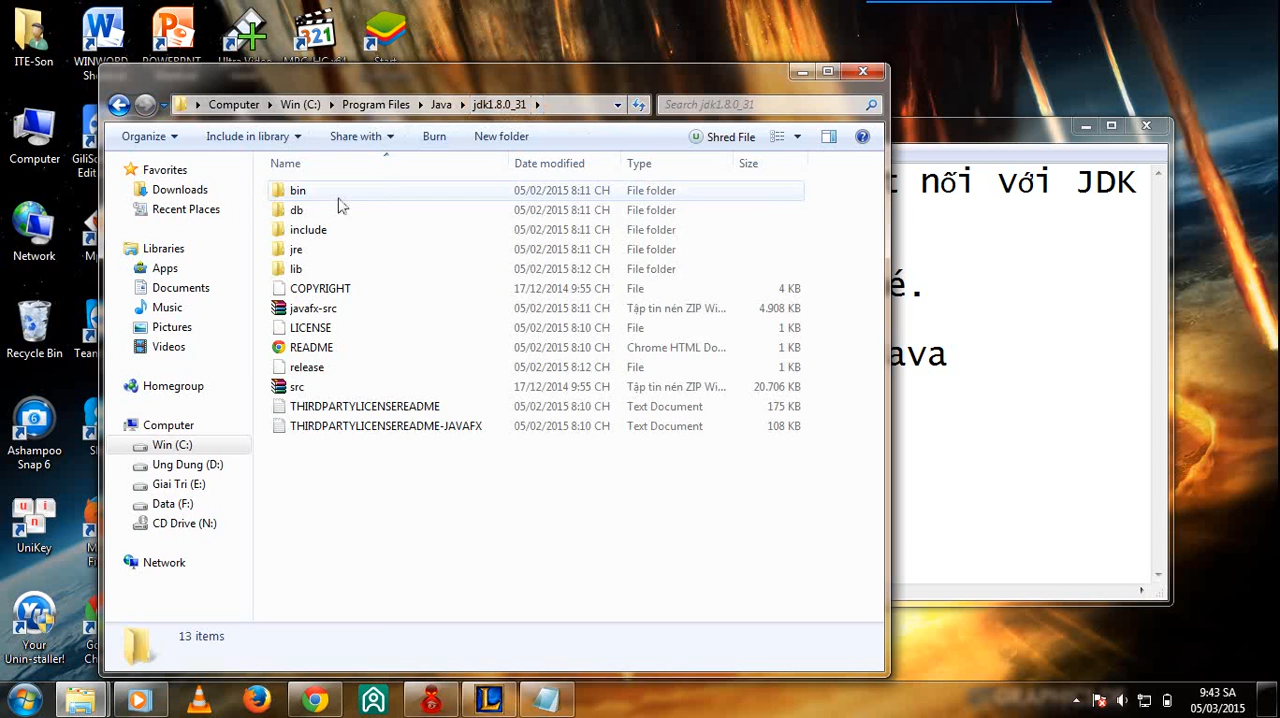 ITE-Son
WINWORD
POWERPNT
Start
Computer
Network
Recycle Bin
Ashampoo
Snap 6
UniKey
Your
Unin-staller!
Computer
Win (C:)
Program Files
Java
jdk1.8.0_31
Search jdk1.8.0_31
Organize
Include in library
Share with
Burn
New folder
Shred File
Name
Date modified
Type
Size
Favorites
Downloads
Recent Places
Libraries
Apps
Documents
Music
Pictures
Videos
Homegroup
Computer
Win (C:)
Ung Dung (D:)
Giai Tri (E:)
Data (F:)
CD Drive (N:)
Network
bin 05/02/2015 8:11 CH File folder
db 05/02/2015 8:11 CH File folder
include 05/02/2015 8:11 CH File folder
jre 05/02/2015 8:11 CH File folder
lib 05/02/2015 8:12 CH File folder
COPYRIGHT 17/12/2014 9:55 CH File 4 KB
javafx-src 05/02/2015 8:11 CH Tập tin nén ZIP Wi... 4.908 KB
LICENSE 05/02/2015 8:10 CH File 1 KB
README 05/02/2015 8:10 CH Chrome HTML Do... 1 KB
release 05/02/2015 8:12 CH File 1 KB
src 17/12/2014 9:55 CH Tập tin nén ZIP Wi... 20.706 KB
THIRDPARTYLICENSEREADME 05/02/2015 8:10 CH Text Document 175 KB
THIRDPARTYLICENSEREADME-JAVAFX 05/02/2015 8:10 CH Text Document 108 KB
13 items
nối với JDK
é.
ava
9:43 SA
05/03/2015